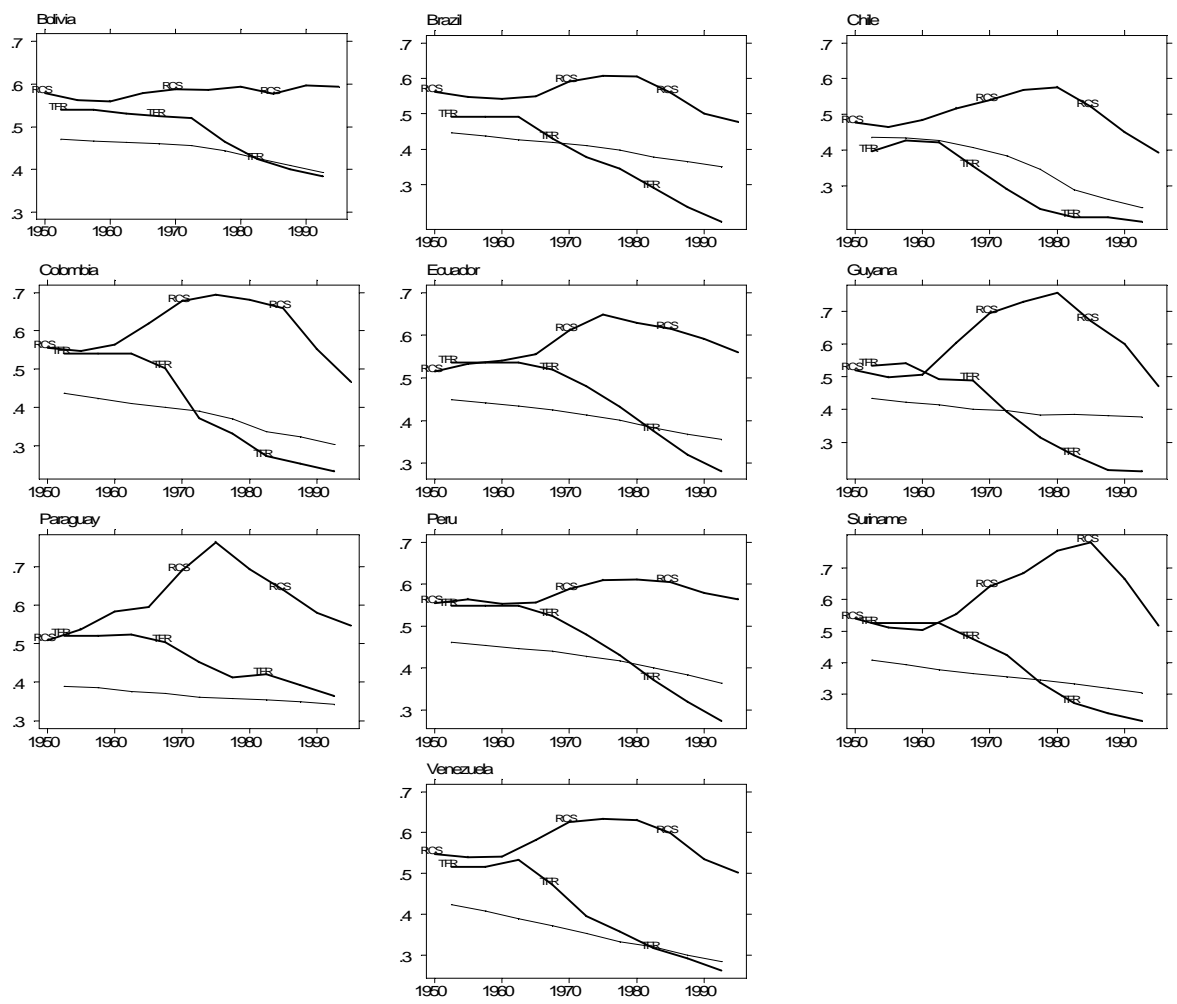 Bolivia
.7
.6
.5
.4
.3
RCS
RCS
RCS
TFR
TFR
TFR
1950 1960 1970 1980 1990
Brazil
.7
.6
.5
.4
.3
RCS
RCS
RCS
TFR
TFR
TFR
1950 1960 1970 1980 1990
Chile
.7
.6
.5
.4
.3
RCS
RCS
RCS
TFR
TFR
TFR
1950 1960 1970 1980 1990
Colombia
.7
.6
.5
.4
.3
RCS
RCS
RCS
TFR
TFR
TFR
1950 1960 1970 1980 1990
Ecuador
.7
.6
.5
.4
.3
RCS
RCS
RCS
TFR
TFR
TFR
1950 1960 1970 1980 1990
Guyana
.7
.6
.5
.4
.3
RCS
RCS
RCS
TFR
TFR
TFR
1950 1960 1970 1980 1990
Paraguay
.7
.6
.5
.4
.3
RCS
RCS
RCS
TFR
TFR
TFR
1950 1960 1970 1980 1990
Peru
.7
.6
.5
.4
.3
RCS
RCS
RCS
TFR
TFR
TFR
1950 1960 1970 1980 1990
Suriname
.7
.6
.5
.4
.3
RCS
RCS
RCS
TFR
TFR
TFR
1950 1960 1970 1980 1990
Venezuela
.7
.6
.5
.4
.3
RCS
RCS
RCS
TFR
TFR
TFR
1950 1960 1970 1980 1990